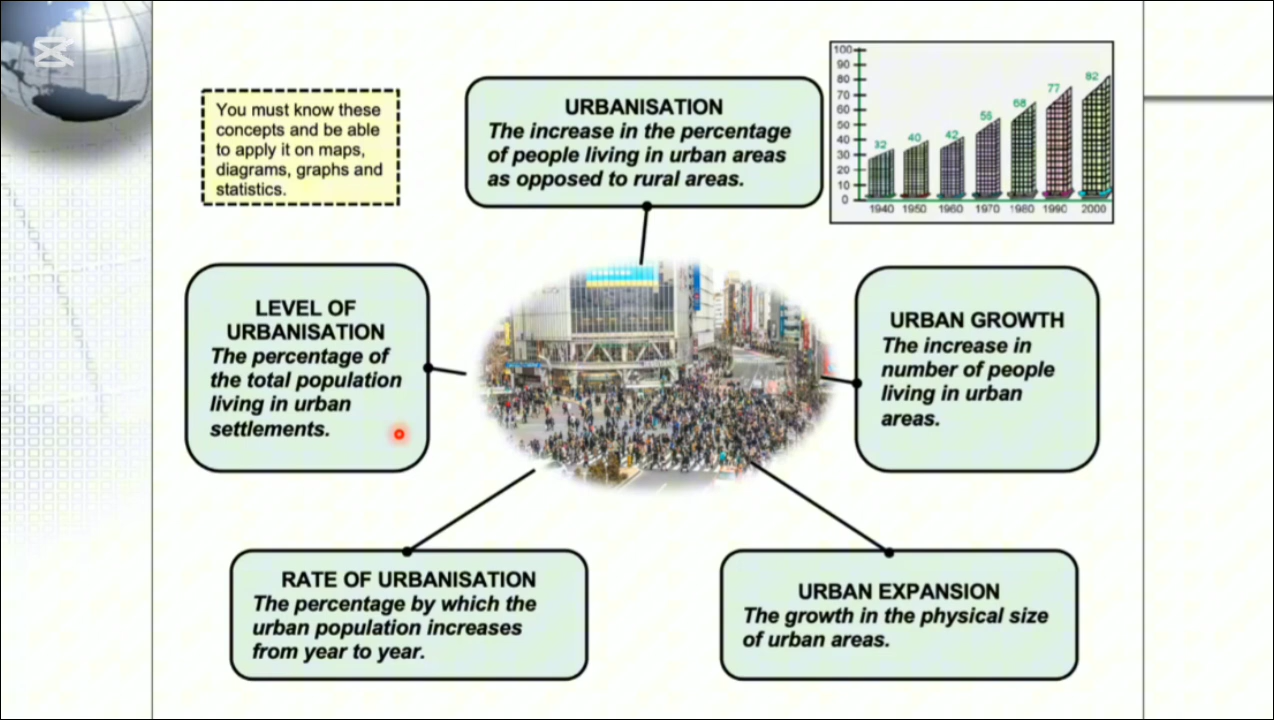 You must know these
concepts and be able
to apply it on maps,
diagrams, graphs and
statistics.
URBANISATION
The increase in the percentage
of people living in urban areas
as opposed to rural areas.
100
90
80
70
60
50
40
30
20
10
0
32
40
42
56
68
77
82
1940 1950 1960 1970 1980 1990 2000
LEVEL OF
URBANISATION
The percentage of
the total population
living in urban
settlements.
URBAN GROWTH
The increase in
number of people
living in urban
areas.
RATE OF URBANISATION
The percentage by which the
urban population increases
from year to year.
URBAN EXPANSION
The growth in the physical size
of urban areas.